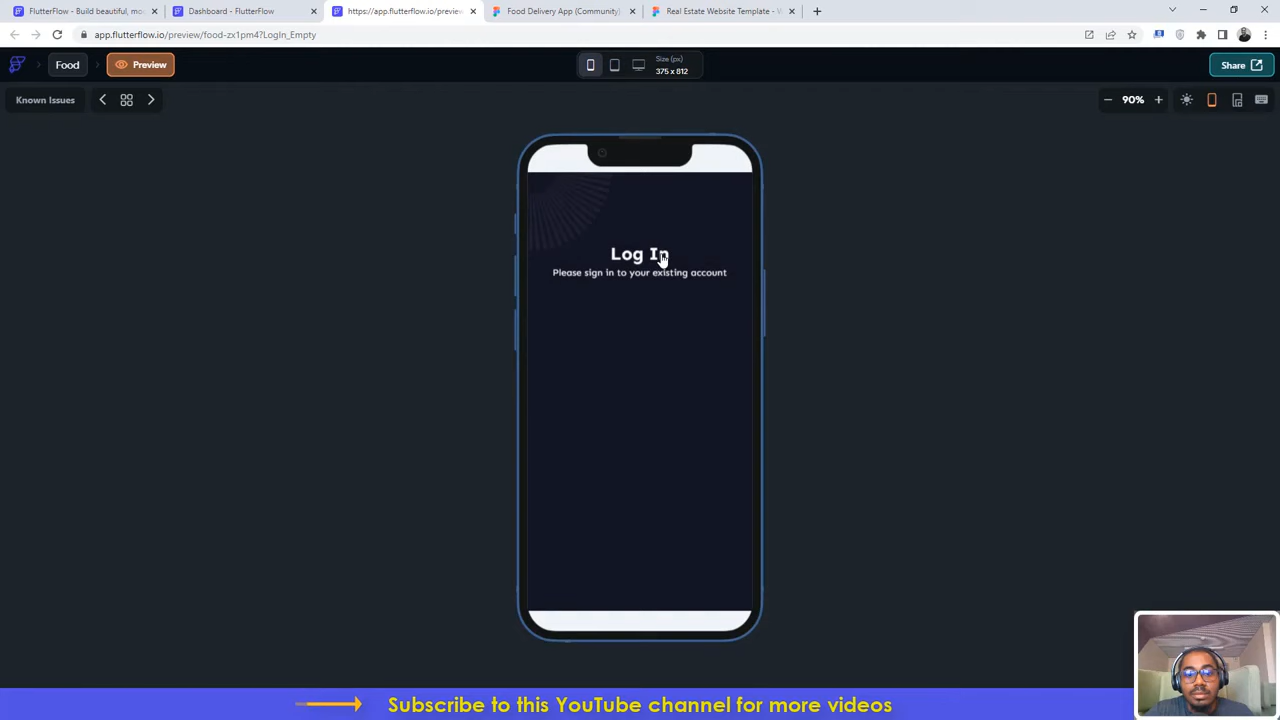 FlutterFlow - Build beautiful, mo
Dashboard - FlutterFlow
https://app.flutterflow.io/preview
Food Delivery App (Community)
Real Estate Website Template - W
app.flutterflow.io/preview/food-zx1pm4?LogIn_Empty
Food
Preview
Size (px)
375 x 812
Share
Known Issues
90%
Log In
Please sign in to your existing account
Subscribe to this YouTube channel for more videos